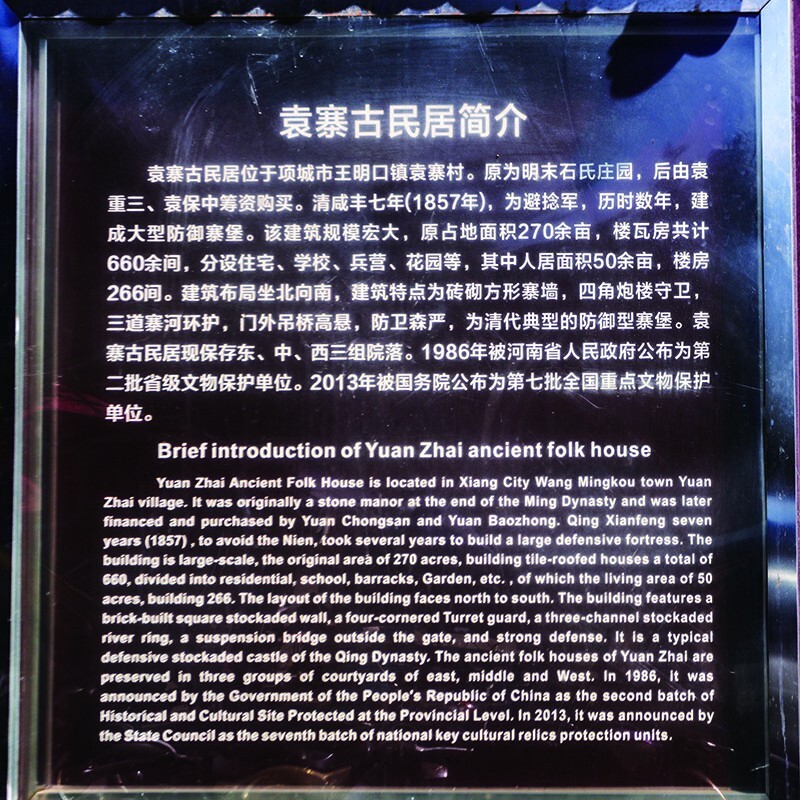 袁寨古民居简介
袁寨古民居位于项城市王明口镇袁寨村。原为明末石氏庄园，后由袁
重三、袁保中筹资购买。清咸丰七年(1857年)，为避捻军，历时数年，建
成大型防御寨堡。该建筑规模宏大，原占地面积270余亩，楼瓦房共计
660余间，分设住宅、学校、兵营、花园等，其中人居面积50余亩，楼房
266间。建筑布局坐北向南，建筑特点为砖砌方形寨墙，四角炮楼守卫，
三道寨河环护，门外吊桥高悬，防卫森严，为清代典型的防御型寨堡。袁
寨古民居现保存东、中、西三组院落。1986年被河南省人民政府公布为第
二批省级文物保护单位。2013年被国务院公布为第七批全国重点文物保护
单位。
Brief introduction of Yuan Zhai ancient folk house
Yuan Zhai Ancient Folk House is located in Xiang City Wang Mingkou town Yuan
Zhai village. It was originally a stone manor at the end of the Ming Dynasty and was later
financed and purchased by Yuan Chongsan and Yuan Baozhong. Qing Xianfeng seven
years (1857) , to avoid the Nien, took several years to build a large defensive fortress. The
building is large-scale, the original area of 270 acres, building tile-roofed houses a total of
660, divided into residential, school, barracks, Garden, etc. , of which the living area of 50
acres, building 266. The layout of the building faces north to south. The building features a
brick-built square stockaded wall, a four-cornered Turret guard, a three-channel stockaded
river ring, a suspension bridge outside the gate, and strong defense. It is a typical
defensive stockaded castle of the Qing Dynasty. The ancient folk houses of Yuan Zhai are
preserved in three groups of courtyards of east, middle and West. In 1986, it was
announced by the Government of the People's Republic of China as the second batch of
Historical and Cultural Site Protected at the Provincial Level. In 2013, it was announced by
the State Council as the seventh batch of national key cultural relics protection units.